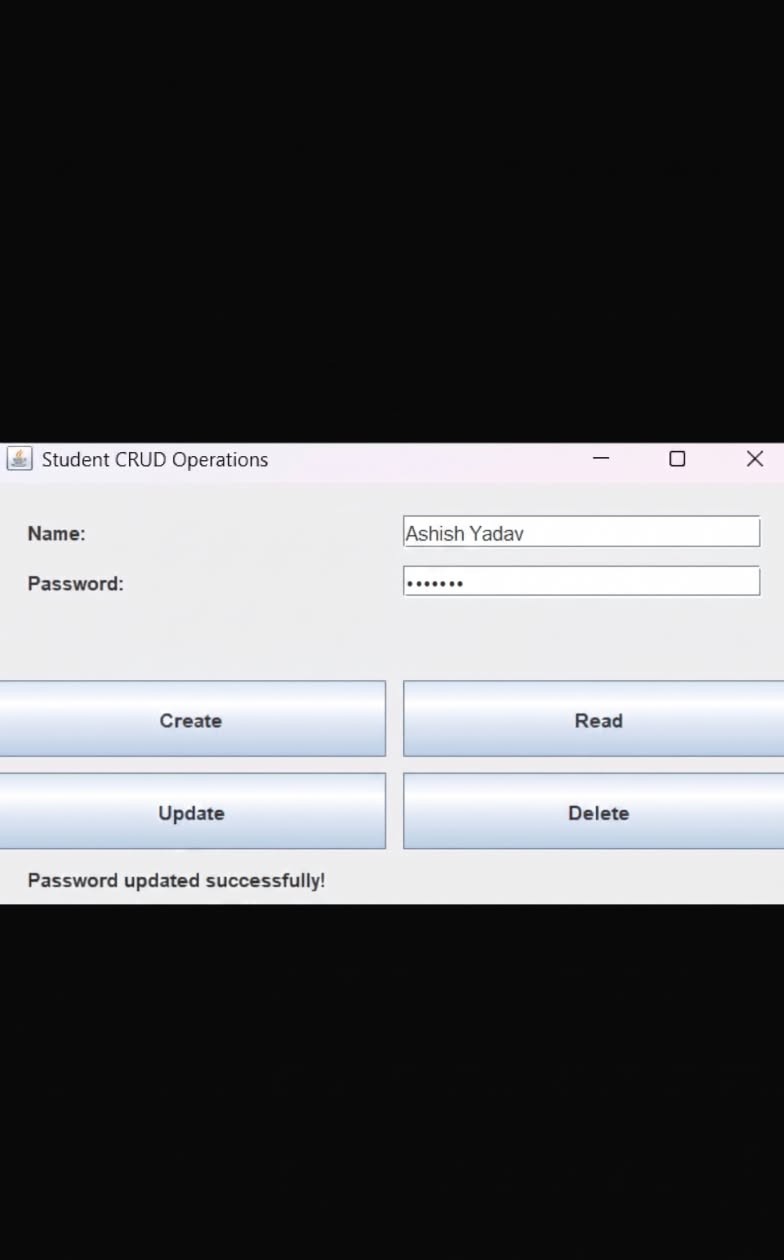 Student CRUD Operations
Name: Ashish Yadav
Password: •••••••
Create Read
Update Delete
Password updated successfully!